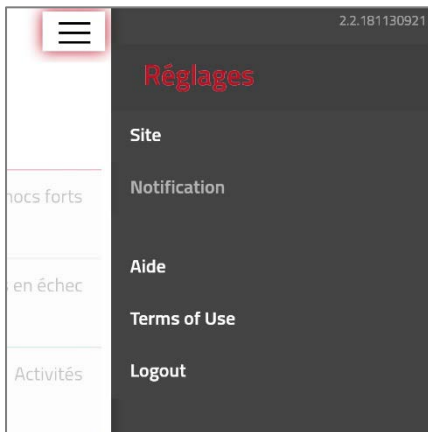 2.2.181130921
Réglages
Site
Notification
Aide
Terms of Use
Logout
hocs forts
en échec
Activités